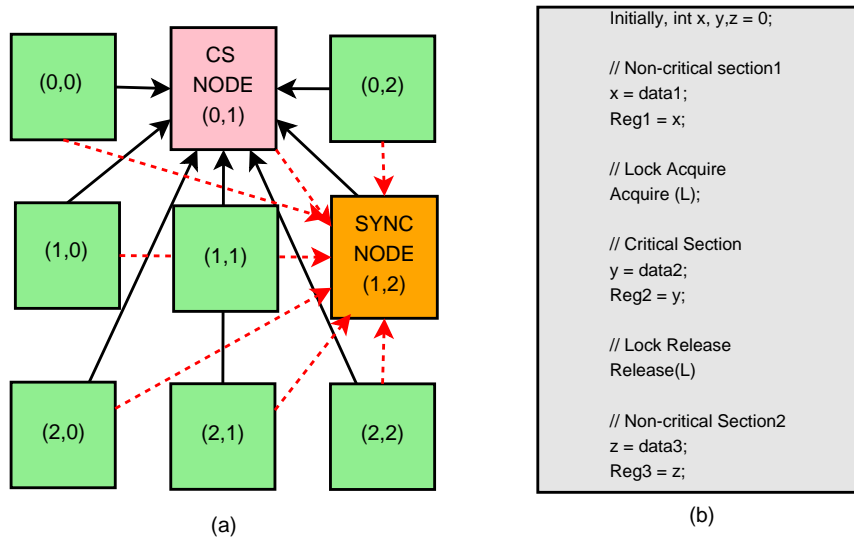 (0,0)
CS
NODE
(0,1)
(0,2)
(1,0)
(1,1)
SYNC
NODE
(1,2)
(2,0)
(2,1)
(2,2)
(a)
Initially, int x, y,z = 0;
// Non-critical section1
x = data1;
Reg1 = x;
// Lock Acquire
Acquire (L);
// Critical Section
y = data2;
Reg2 = y;
// Lock Release
Release(L)
// Non-critical Section2
z = data3;
Reg3 = z;
(b)